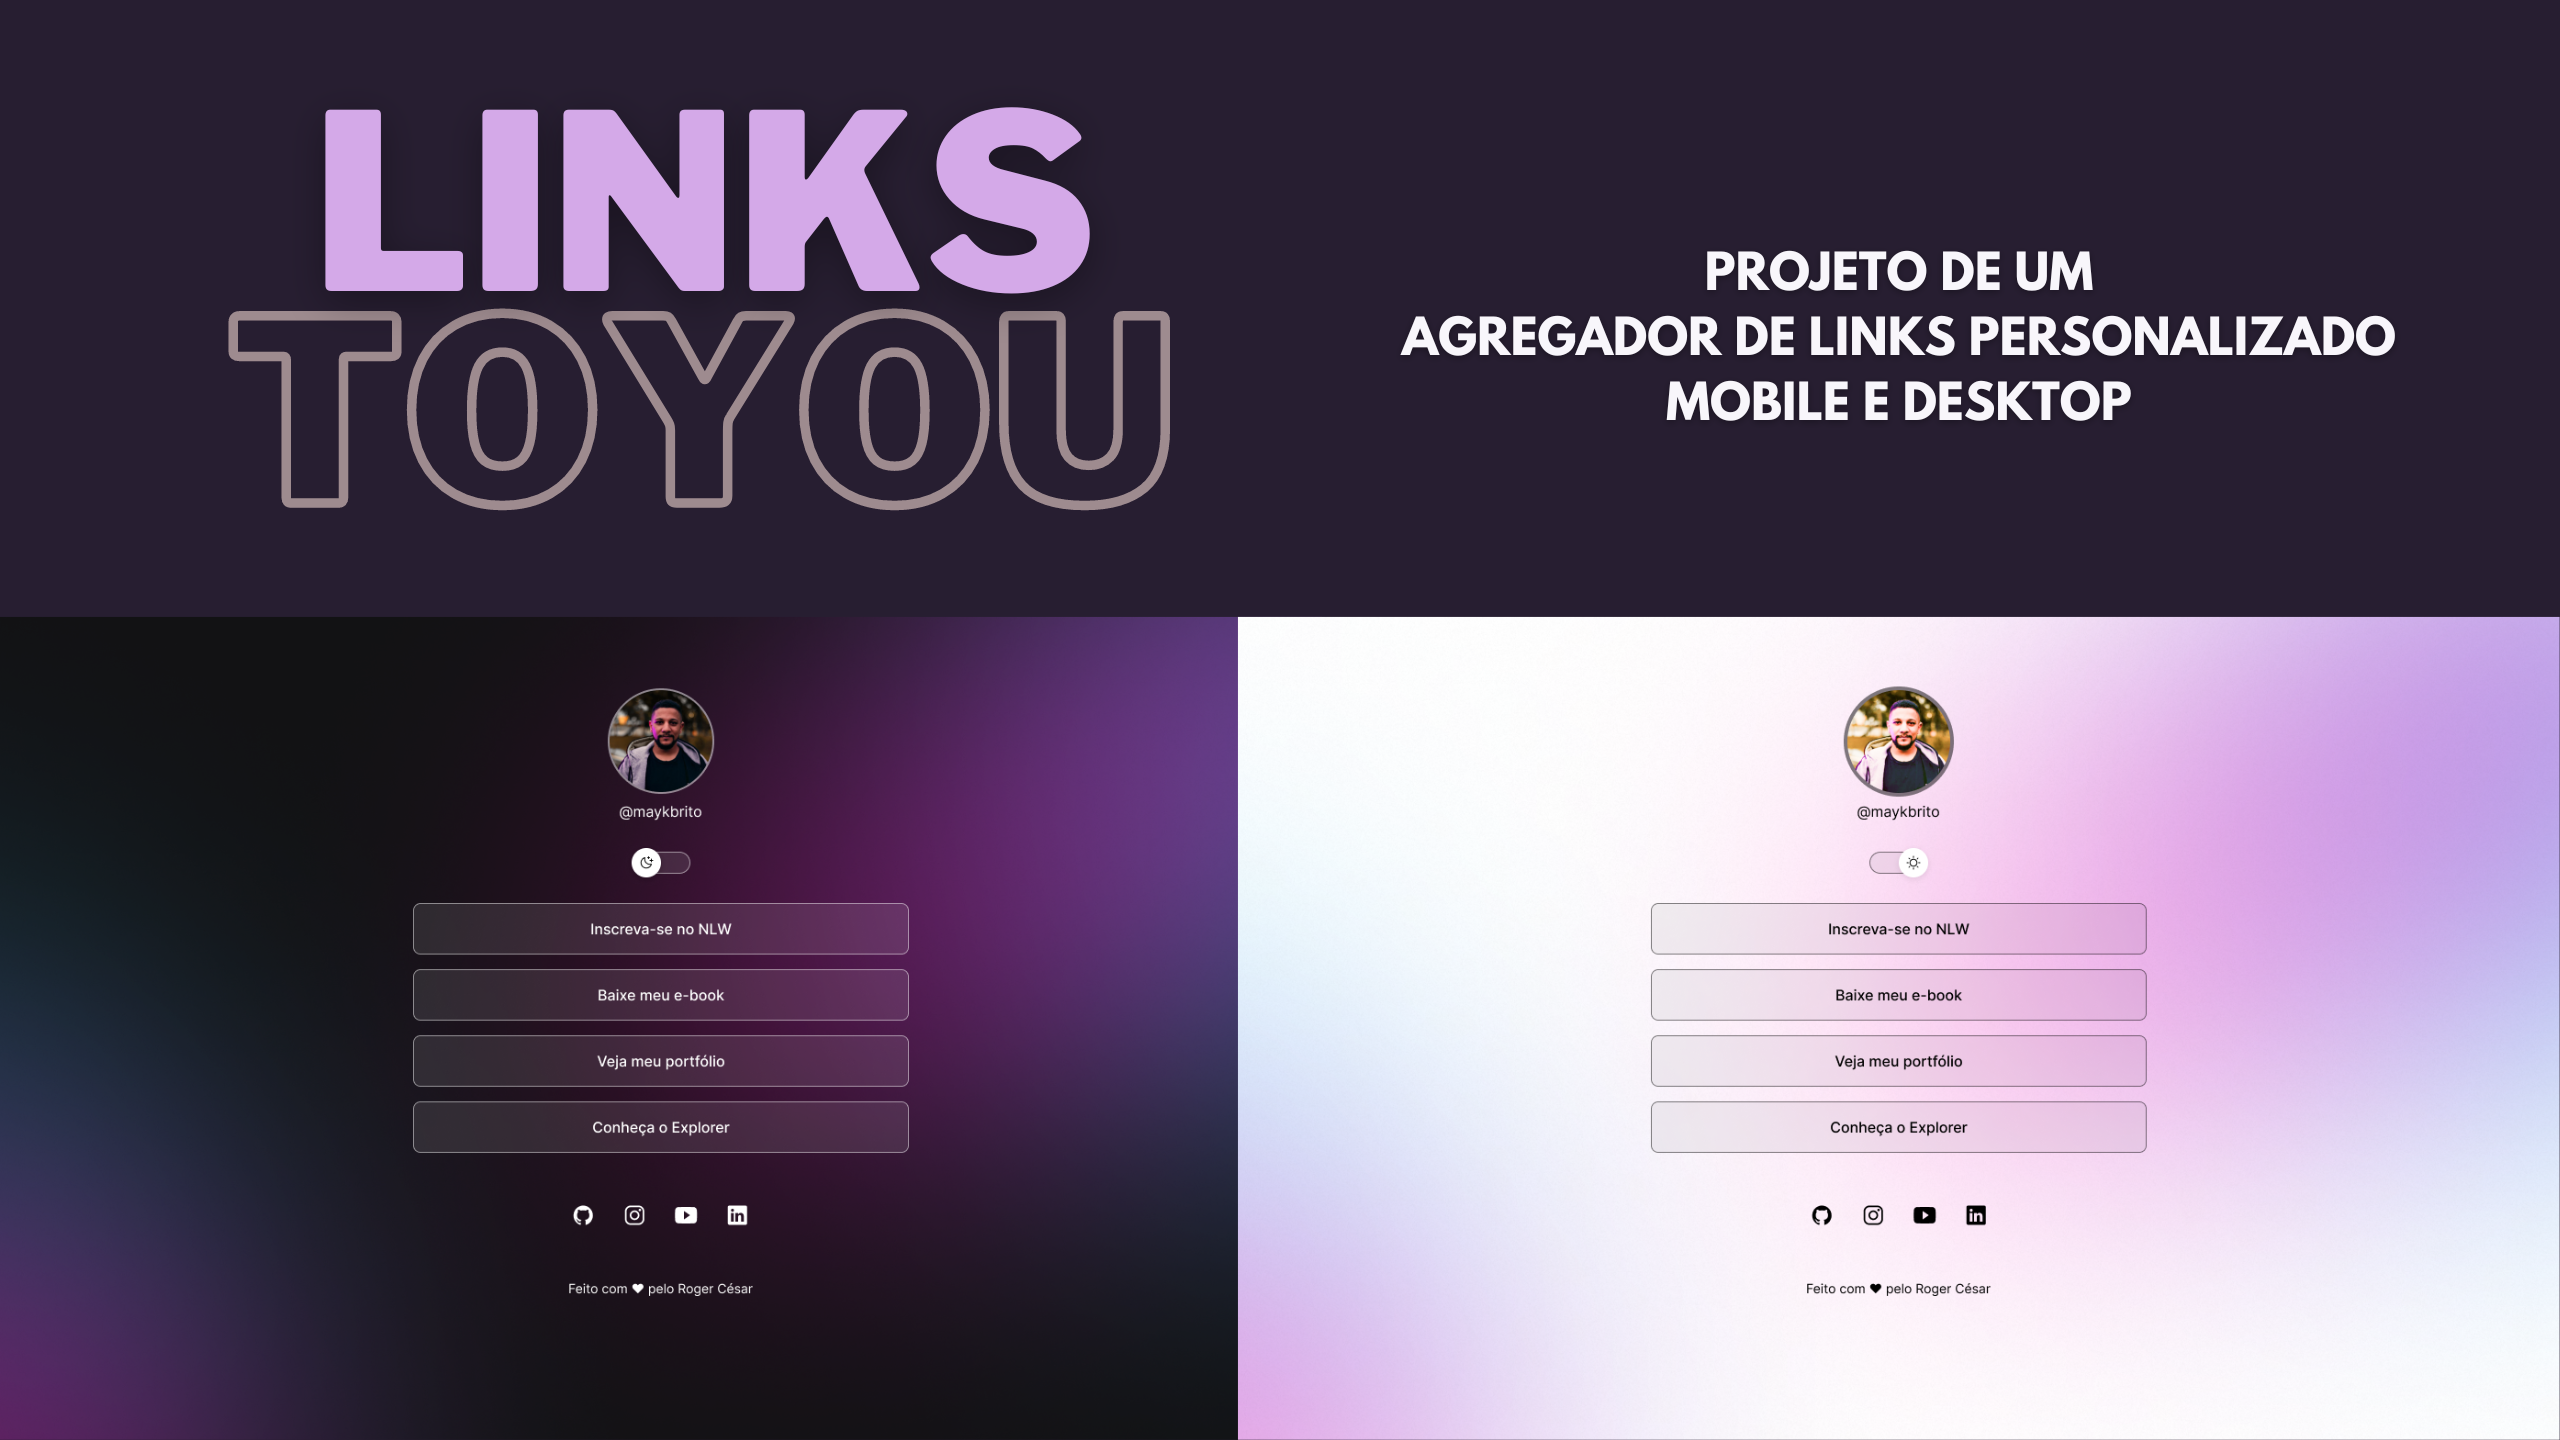 LINKS
TOYOU
PROJETO DE UM
AGREGADOR DE LINKS PERSONALIZADO
MOBILE E DESKTOP
@maykbrito
Inscreva-se no NLW
Baixe meu e-book
Veja meu portfólio
Conheça o Explorer
Feito com ♥ pelo Roger César
@maykbrito
Inscreva-se no NLW
Baixe meu e-book
Veja meu portfólio
Conheça o Explorer
Feito com ♥ pelo Roger César